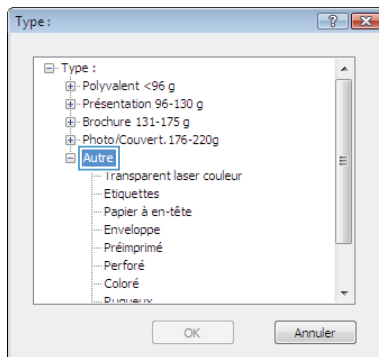 Type :
Type :
Polyvalent <96 g
Présentation 96-130 g
Brochure 131-175 g
Photo/Couvert. 176-220g
Autre
Transparent laser couleur
Etiquettes
Papier à en-tête
Enveloppe
Préimprimé
Perforé
Coloré
Rugueux
OK
Annuler